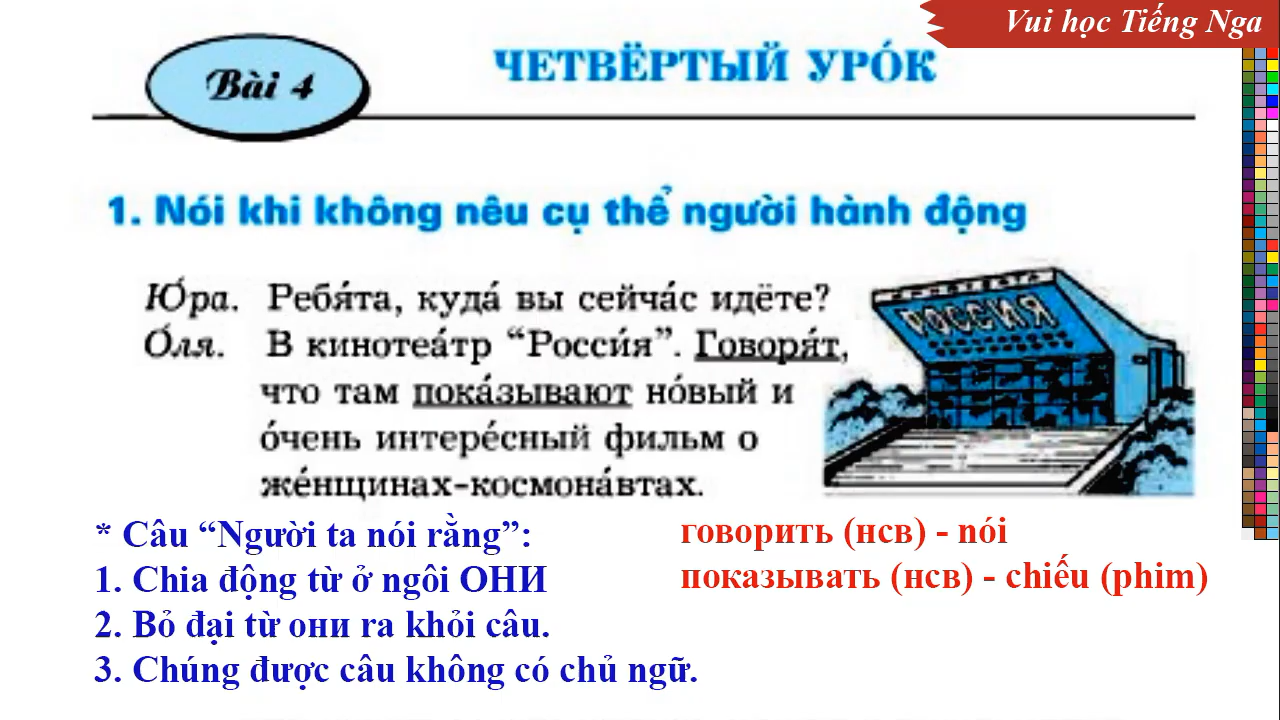 Vui học Tiếng Nga
Bài 4
ЧЕТВЁРТЫЙ УРО́К
1. Nói khi không nêu cụ thể người hành động
Ю́ра. Ребя́та, куда́ вы сейча́с идёте?
О́ля. В кинотеа́тр “Росси́я”. Говоря́т,
что там пока́зывают но́вый и
о́чень интере́сный фильм о
же́нщинах-космона́втах.
РОССИЯ
* Câu “Người ta nói rằng”:
1. Chia động từ ở ngôi ОНИ
2. Bỏ đại từ они ra khỏi câu.
3. Chúng được câu không có chủ ngữ.
говорить (нсв) - nói
показывать (нсв) - chiếu (phim)